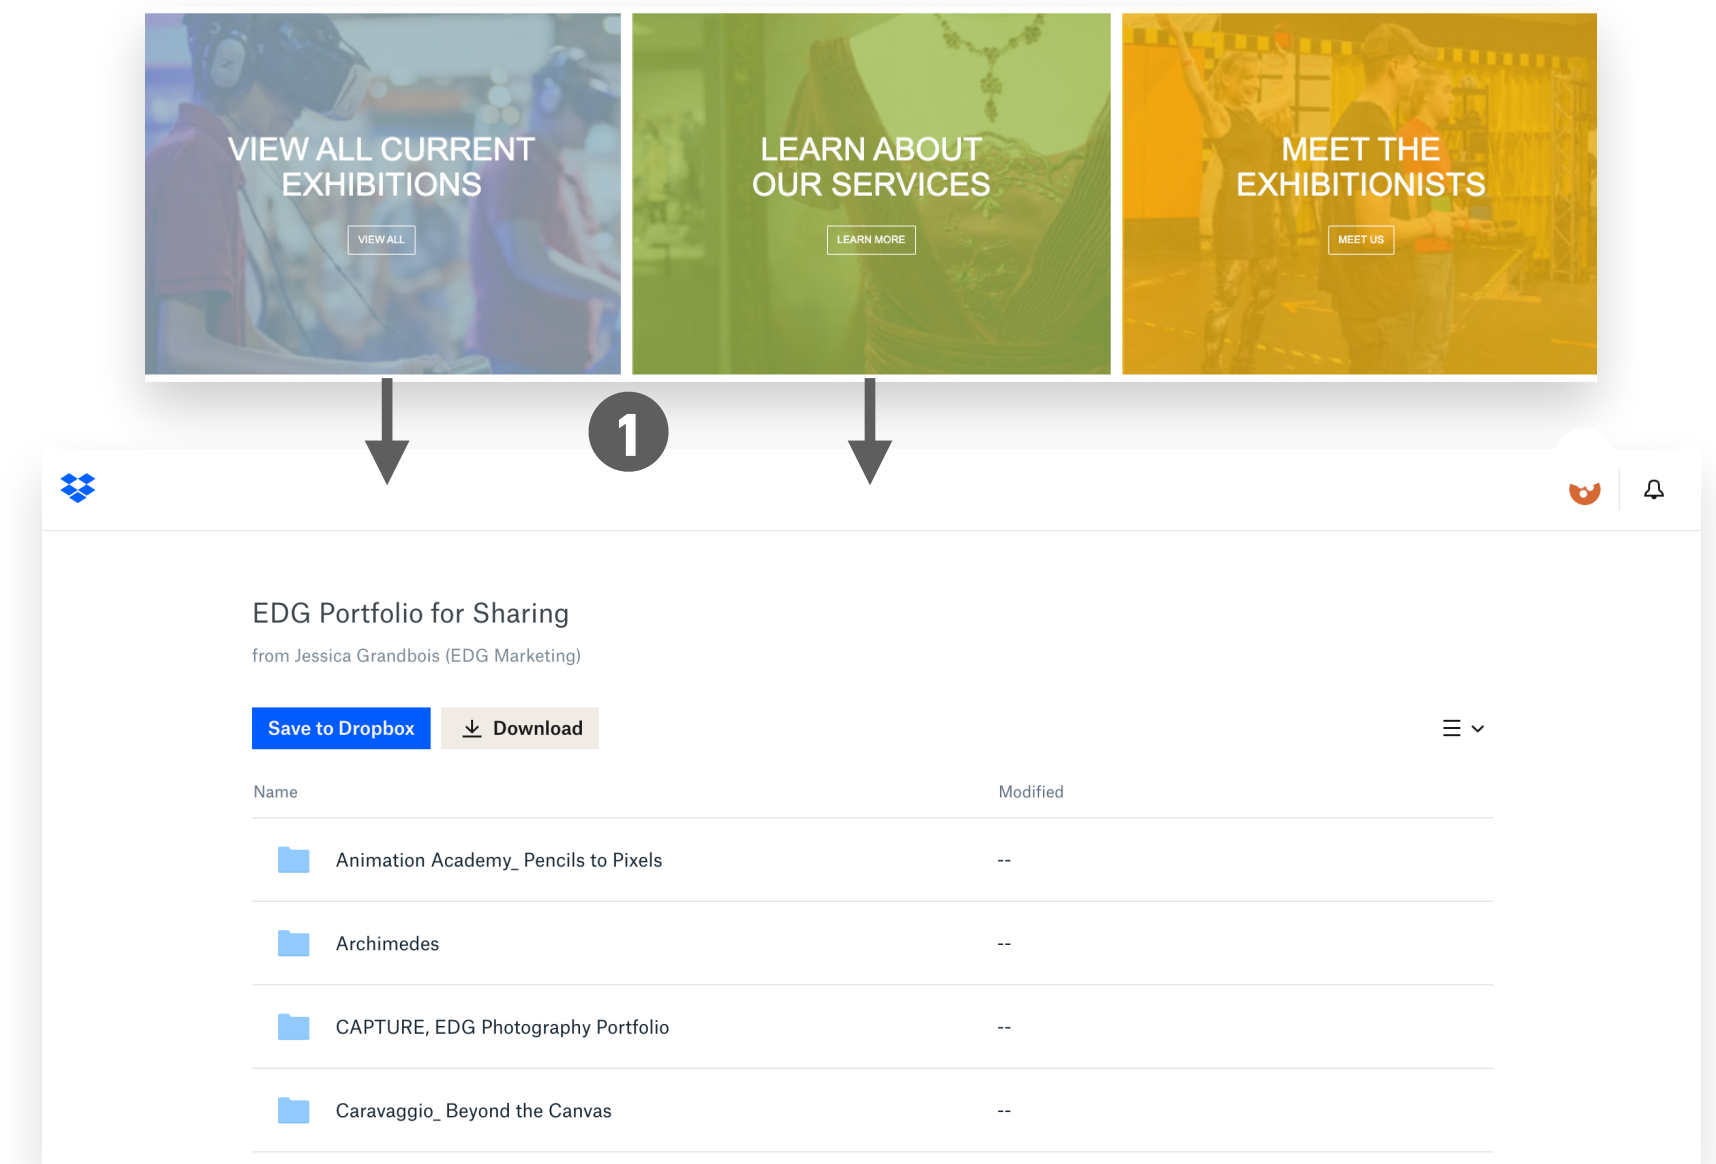 VIEW ALL CURRENT
EXHIBITIONS
VIEW ALL
LEARN ABOUT
OUR SERVICES
LEARN MORE
MEET THE
EXHIBITIONISTS
MEET US
1
EDG Portfolio for Sharing
from Jessica Grandbois (EDG Marketing)
Save to Dropbox
Download
Name Modified
Animation Academy_ Pencils to Pixels --
Archimedes --
CAPTURE, EDG Photography Portfolio --
Caravaggio_ Beyond the Canvas --